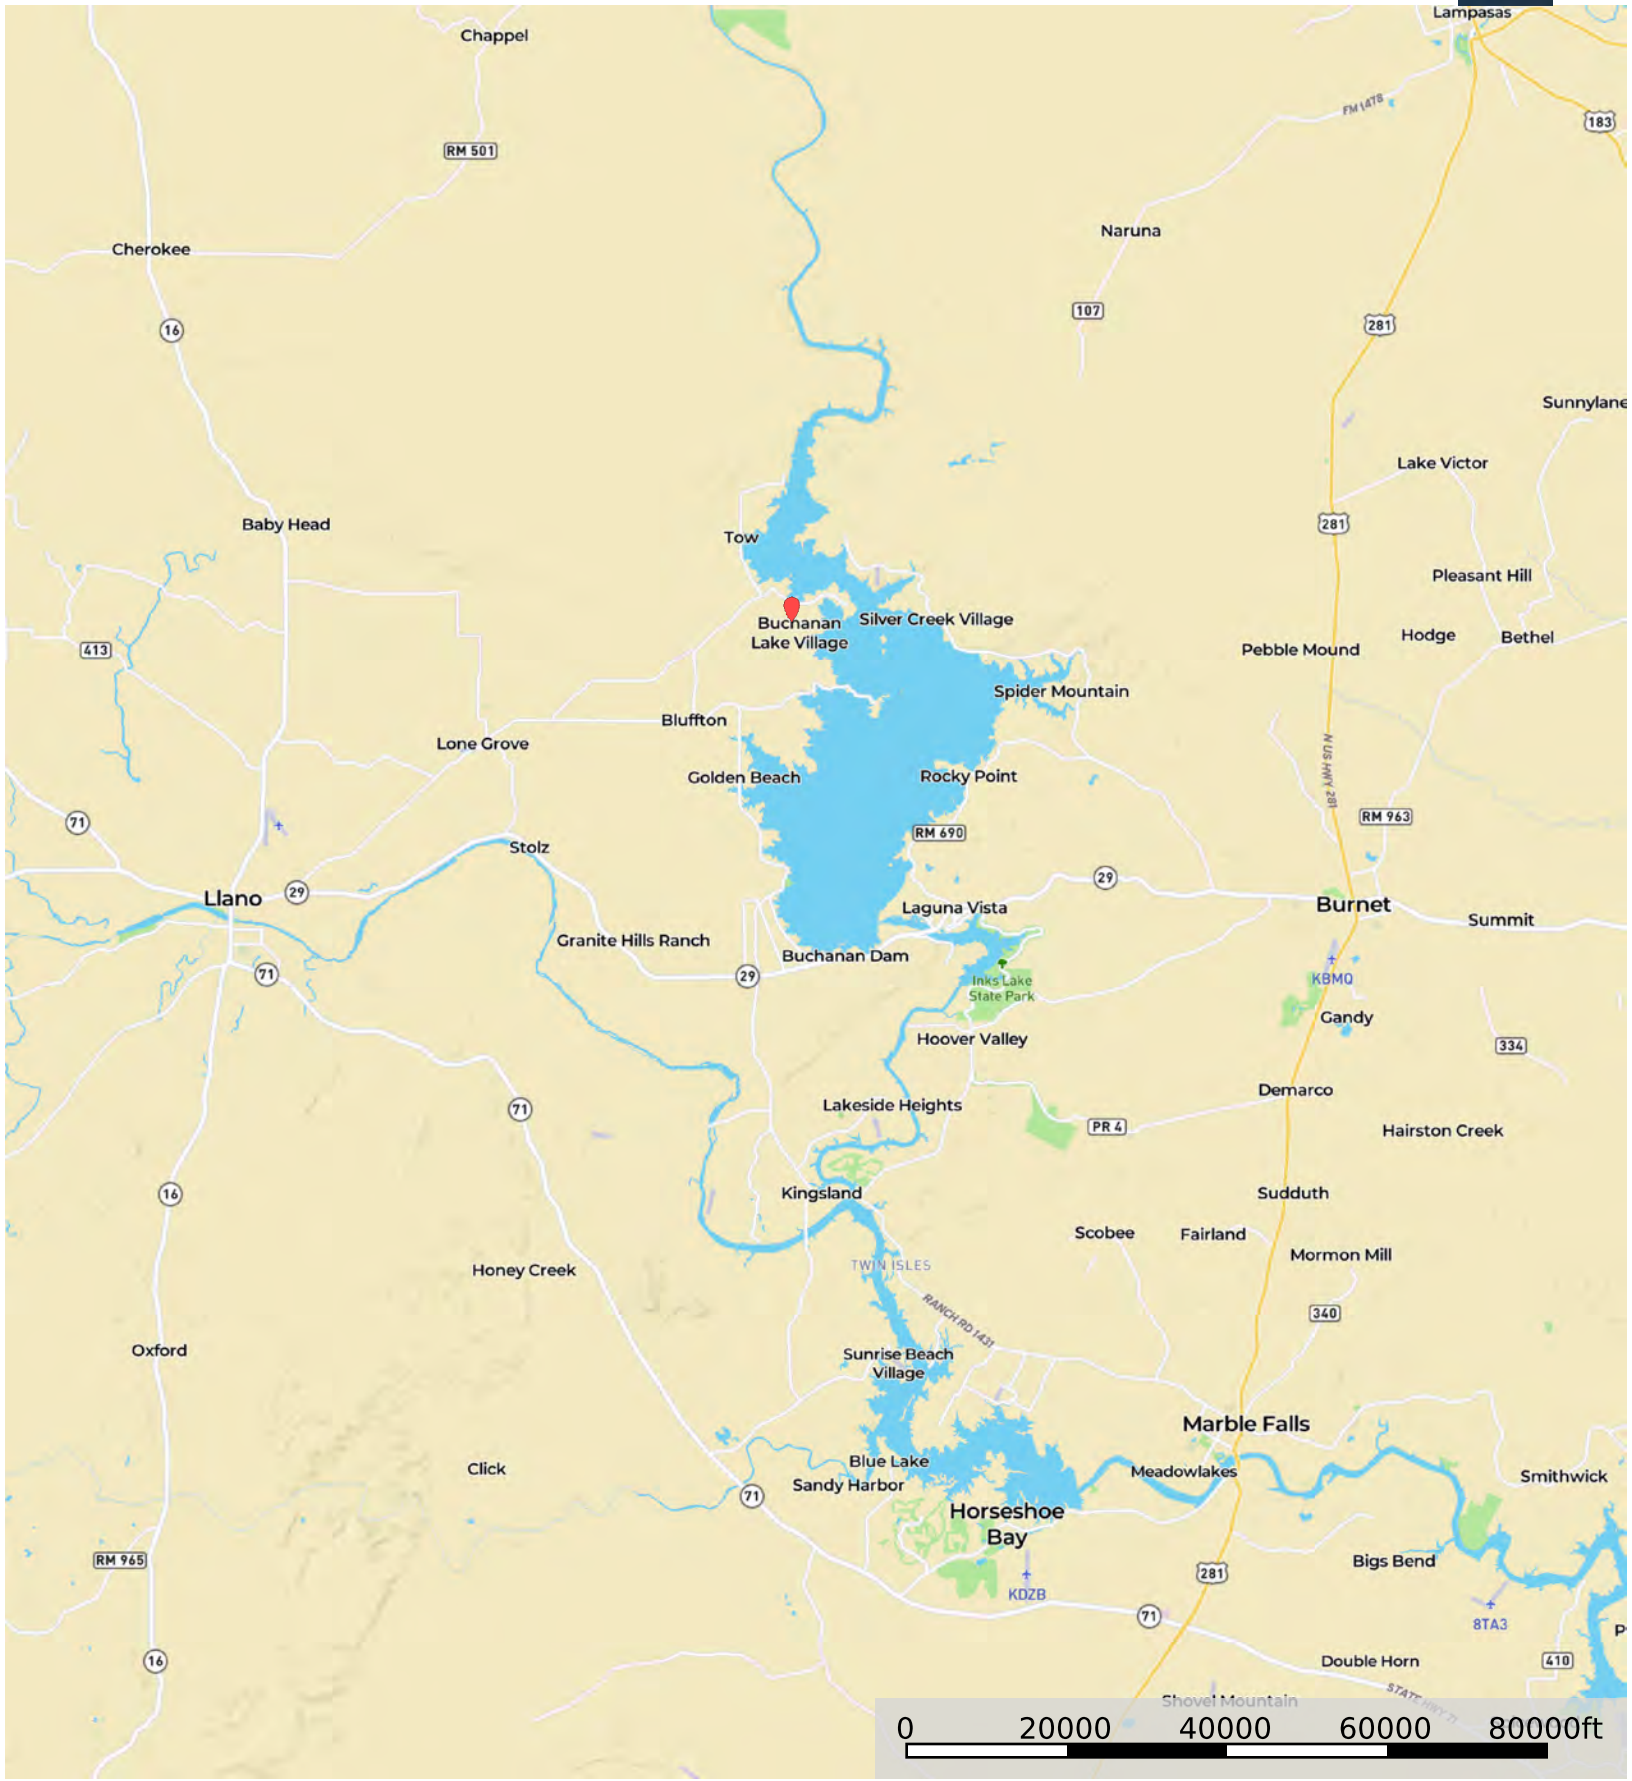 Lampasas
Chappel
FM 1478
183
RM 501
Naruna
Cherokee
107
16
281
Sunnylane
Lake Victor
Baby Head
281
Tow
Pleasant Hill
Buchanan
Lake Village
Silver Creek Village
Hodge
Bethel
413
Pebble Mound
Spider Mountain
Bluffton
Lone Grove
N US HWY 281
Golden Beach
Rocky Point
71
RM 690
RM 963
Stolz
29
Llano
29
Burnet
Laguna Vista
Summit
Granite Hills Ranch
Buchanan Dam
71
29
KBMQ
Inks Lake
State Park
Gandy
Hoover Valley
334
Demarco
71
Lakeside Heights
PR 4
Hairston Creek
16
Kingsland
Sudduth
Scobee
Fairland
Mormon Mill
TWIN ISLES
Honey Creek
RANCH RD 1431
340
Oxford
Sunrise Beach
Village
Marble Falls
Click
Blue Lake
Meadowlakes
Smithwick
Sandy Harbor
71
Horseshoe
Bay
RM 965
Bigs Bend
281
KDZB
71
8TA3
16
Double Horn
410
STATE HWY 71
Shovel Mountain
0 20000 40000 60000 80000ft